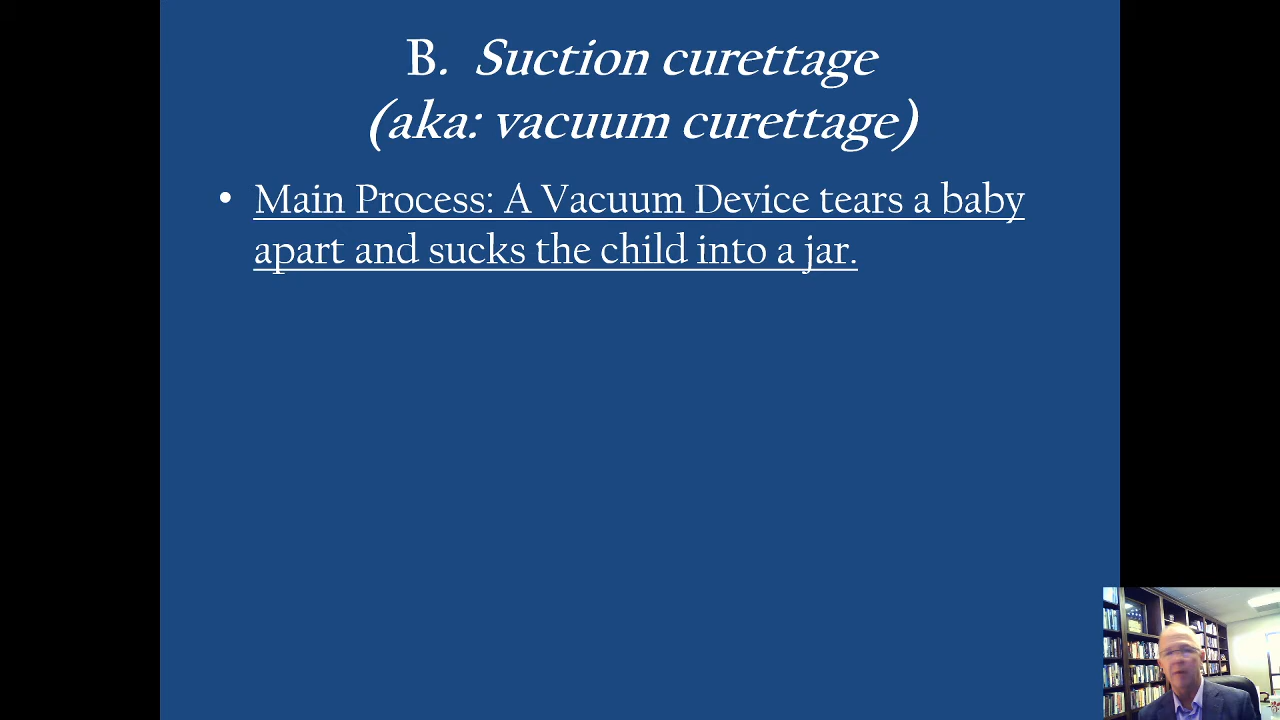 B. Suction curettage
(aka: vacuum curettage)
• Main Process: A Vacuum Device tears a baby
apart and sucks the child into a jar.